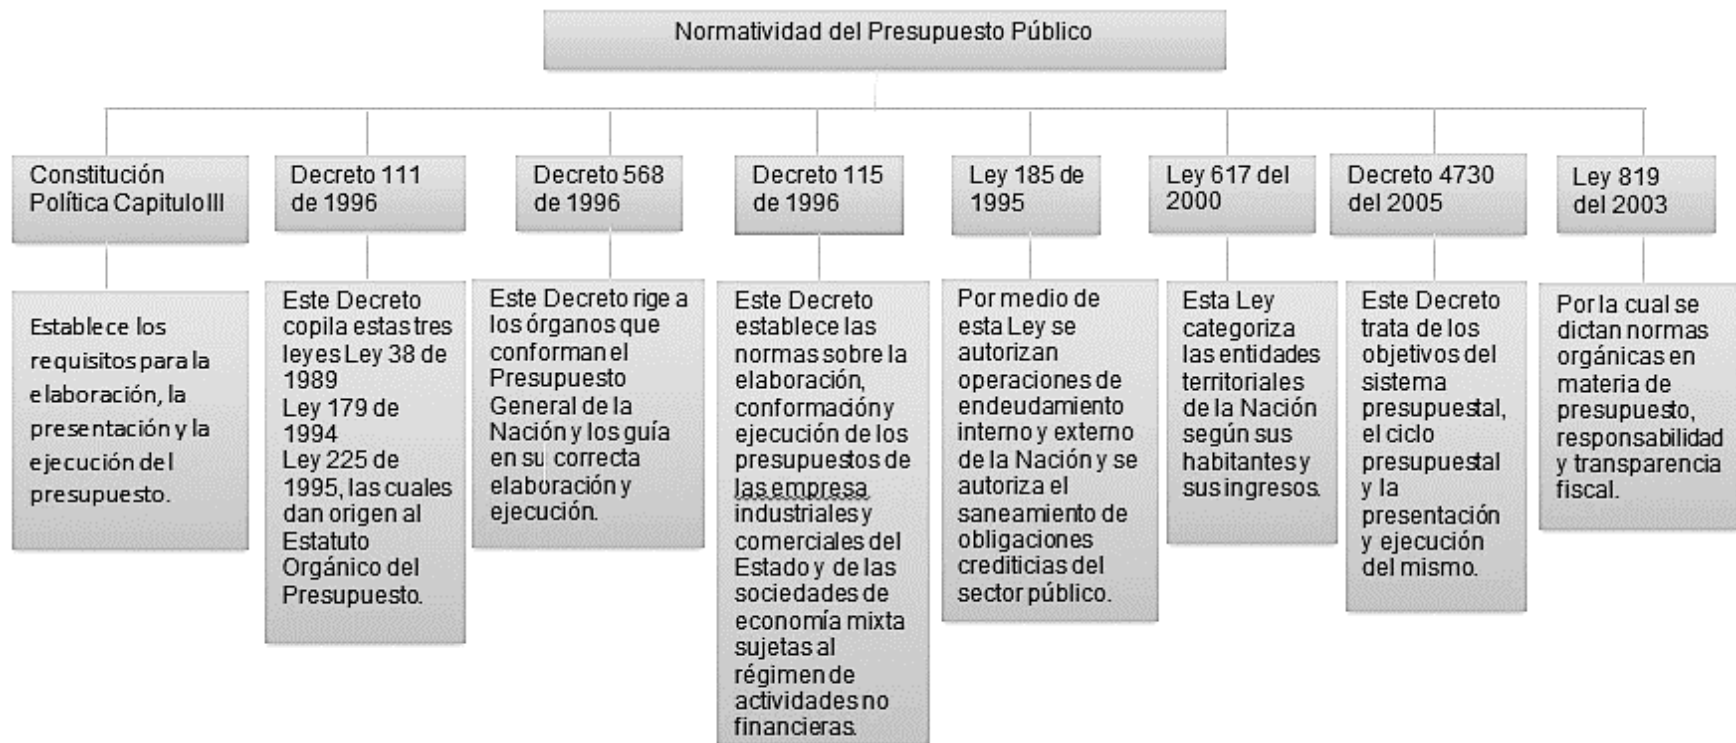 Normatividad del Presupuesto Público
Constitución
Política Capitulo III
Decreto 111
de 1996
Decreto 568
de 1996
Decreto 115
de 1996
Ley 185 de
1995
Ley 617 del
2000
Decreto 4730
del 2005
Ley 819
del 2003
Establece los
requisitos para la
elaboración, la
presentación y la
ejecución del
presupuesto.
Este Decreto
copila estas tres
leyes Ley 38 de
1989
Ley 179 de
1994
Ley 225 de
1995, las cuales
dan origen al
Estatuto
Orgánico del
Presupuesto.
Este Decreto rige a
los órganos que
conforman el
Presupuesto
General de la
Nación y los guía
en su correcta
elaboración y
ejecución.
Este Decreto
establece las
normas sobre la
elaboración,
conformación y
ejecución de los
presupuestos de
las empresa
industriales y
comerciales del
Estado y de las
sociedades de
economía mixta
sujetas al
régimen de
actividades no
financieras.
Por medio de
esta Ley se
autorizan
operaciones de
endeudamiento
interno y externo
de la Nación y se
autoriza el
saneamiento de
obligaciones
crediticias del
sector público.
Esta Ley
categoriza
las entidades
territoriales
de la Nación
según sus
habitantes y
sus ingresos.
Este Decreto
trata de los
objetivos del
sistema
presupuestal,
el ciclo
presupuestal
y la
presentación
y ejecución
del mismo.
Por la cual se
dictan normas
orgánicas en
materia de
presupuesto,
responsabilidad
y transparencia
fiscal.